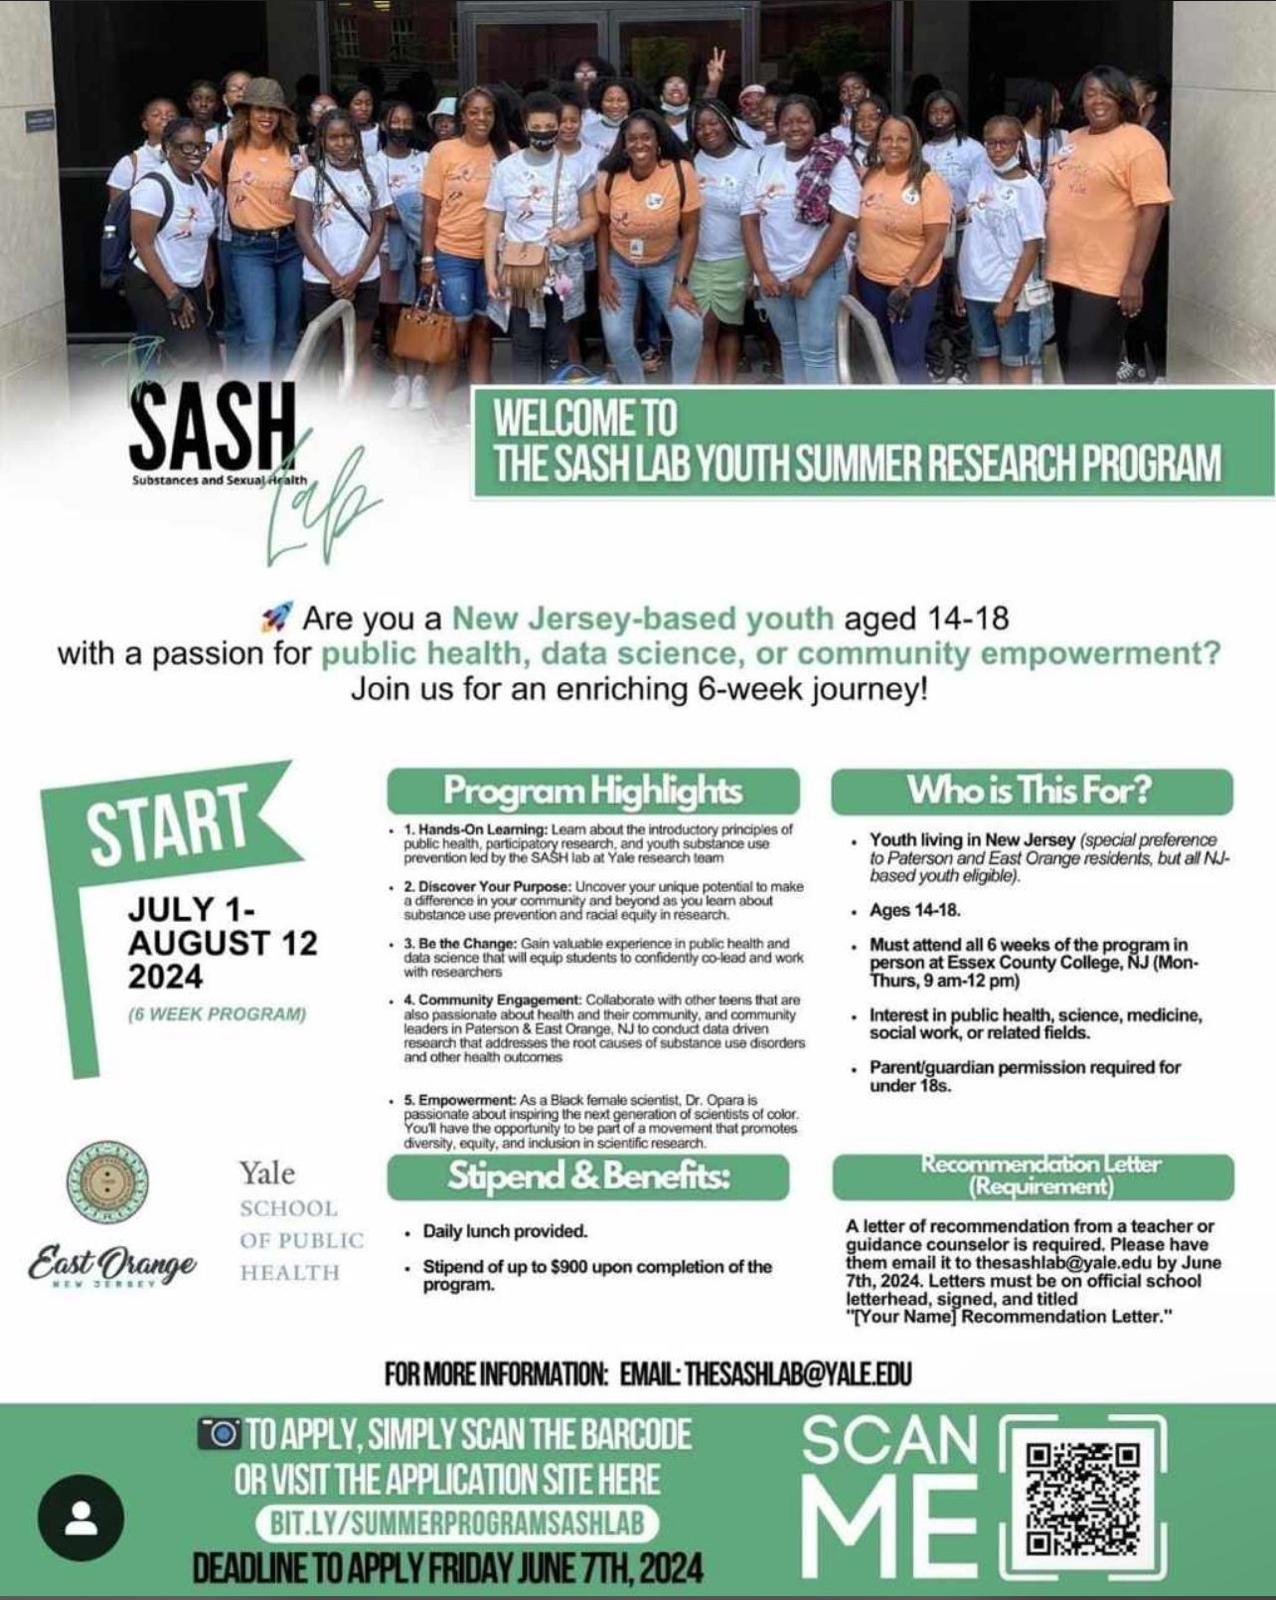 The
SASH
Substances and Sexual Health
Lab
WELCOME TO
THE SASH LAB YOUTH SUMMER RESEARCH PROGRAM
🚀 Are you a New Jersey-based youth aged 14-18
with a passion for public health, data science, or community empowerment?
Join us for an enriching 6-week journey!
START
JULY 1-
AUGUST 12
2024
(6 WEEK PROGRAM)
Program Highlights
• 1. Hands-On Learning: Learn about the introductory principles of
public health, participatory research, and youth substance use
prevention led by the SASH lab at Yale research team
• 2. Discover Your Purpose: Uncover your unique potential to make
a difference in your community and beyond as you learn about
substance use prevention and racial equity in research.
• 3. Be the Change: Gain valuable experience in public health and
data science that will equip students to confidently co-lead and work
with researchers
• 4. Community Engagement: Collaborate with other teens that are
also passionate about health and their community, and community
leaders in Paterson & East Orange, NJ to conduct data driven
research that addresses the root causes of substance use disorders
and other health outcomes
• 5. Empowerment: As a Black female scientist, Dr. Opara is
passionate about inspiring the next generation of scientists of color.
You'll have the opportunity to be part of a movement that promotes
diversity, equity, and inclusion in scientific research.
Who is This For?
• Youth living in New Jersey (special preference
to Paterson and East Orange residents, but all NJ-
based youth eligible).
• Ages 14-18.
• Must attend all 6 weeks of the program in
person at Essex County College, NJ (Mon-
Thurs, 9 am-12 pm)
• Interest in public health, science, medicine,
social work, or related fields.
• Parent/guardian permission required for
under 18s.
East Orange
NEW JERSEY
Yale
SCHOOL
OF PUBLIC
HEALTH
Stipend & Benefits:
• Daily lunch provided.
• Stipend of up to $900 upon completion of the
program.
Recommendation Letter
(Requirement)
A letter of recommendation from a teacher or
guidance counselor is required. Please have
them email it to thesashlab@yale.edu by June
7th, 2024. Letters must be on official school
letterhead, signed, and titled
"[Your Name] Recommendation Letter."
FOR MORE INFORMATION: EMAIL: THESASHLAB@YALE.EDU
📷 TO APPLY, SIMPLY SCAN THE BARCODE
OR VISIT THE APPLICATION SITE HERE
BIT.LY/SUMMERPROGRAMSASHLAB
DEADLINE TO APPLY FRIDAY JUNE 7TH, 2024
SCAN
ME